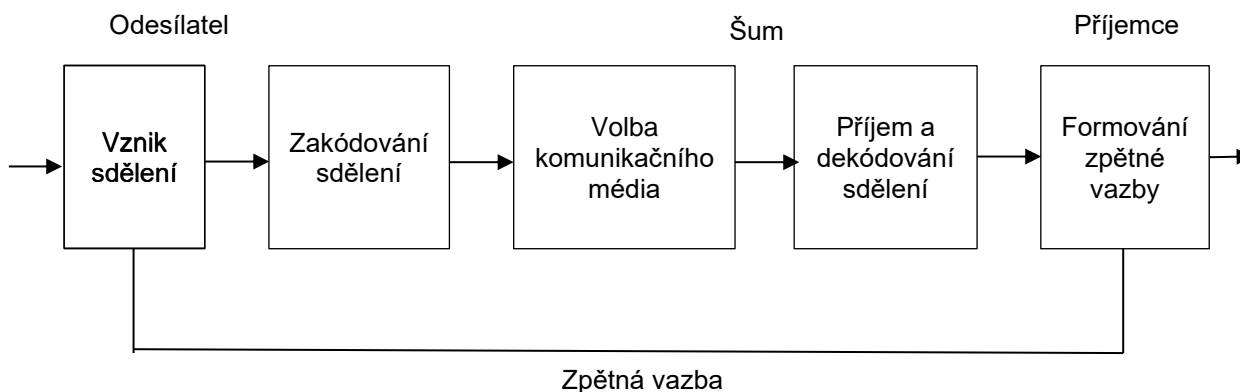 Odesílatel
Šum
Příjemce
Vznik
sdělení
Zakódování
sdělení
Volba
komunikačního
média
Příjem a
dekódování
sdělení
Formování
zpětné
vazby
Zpětná vazba